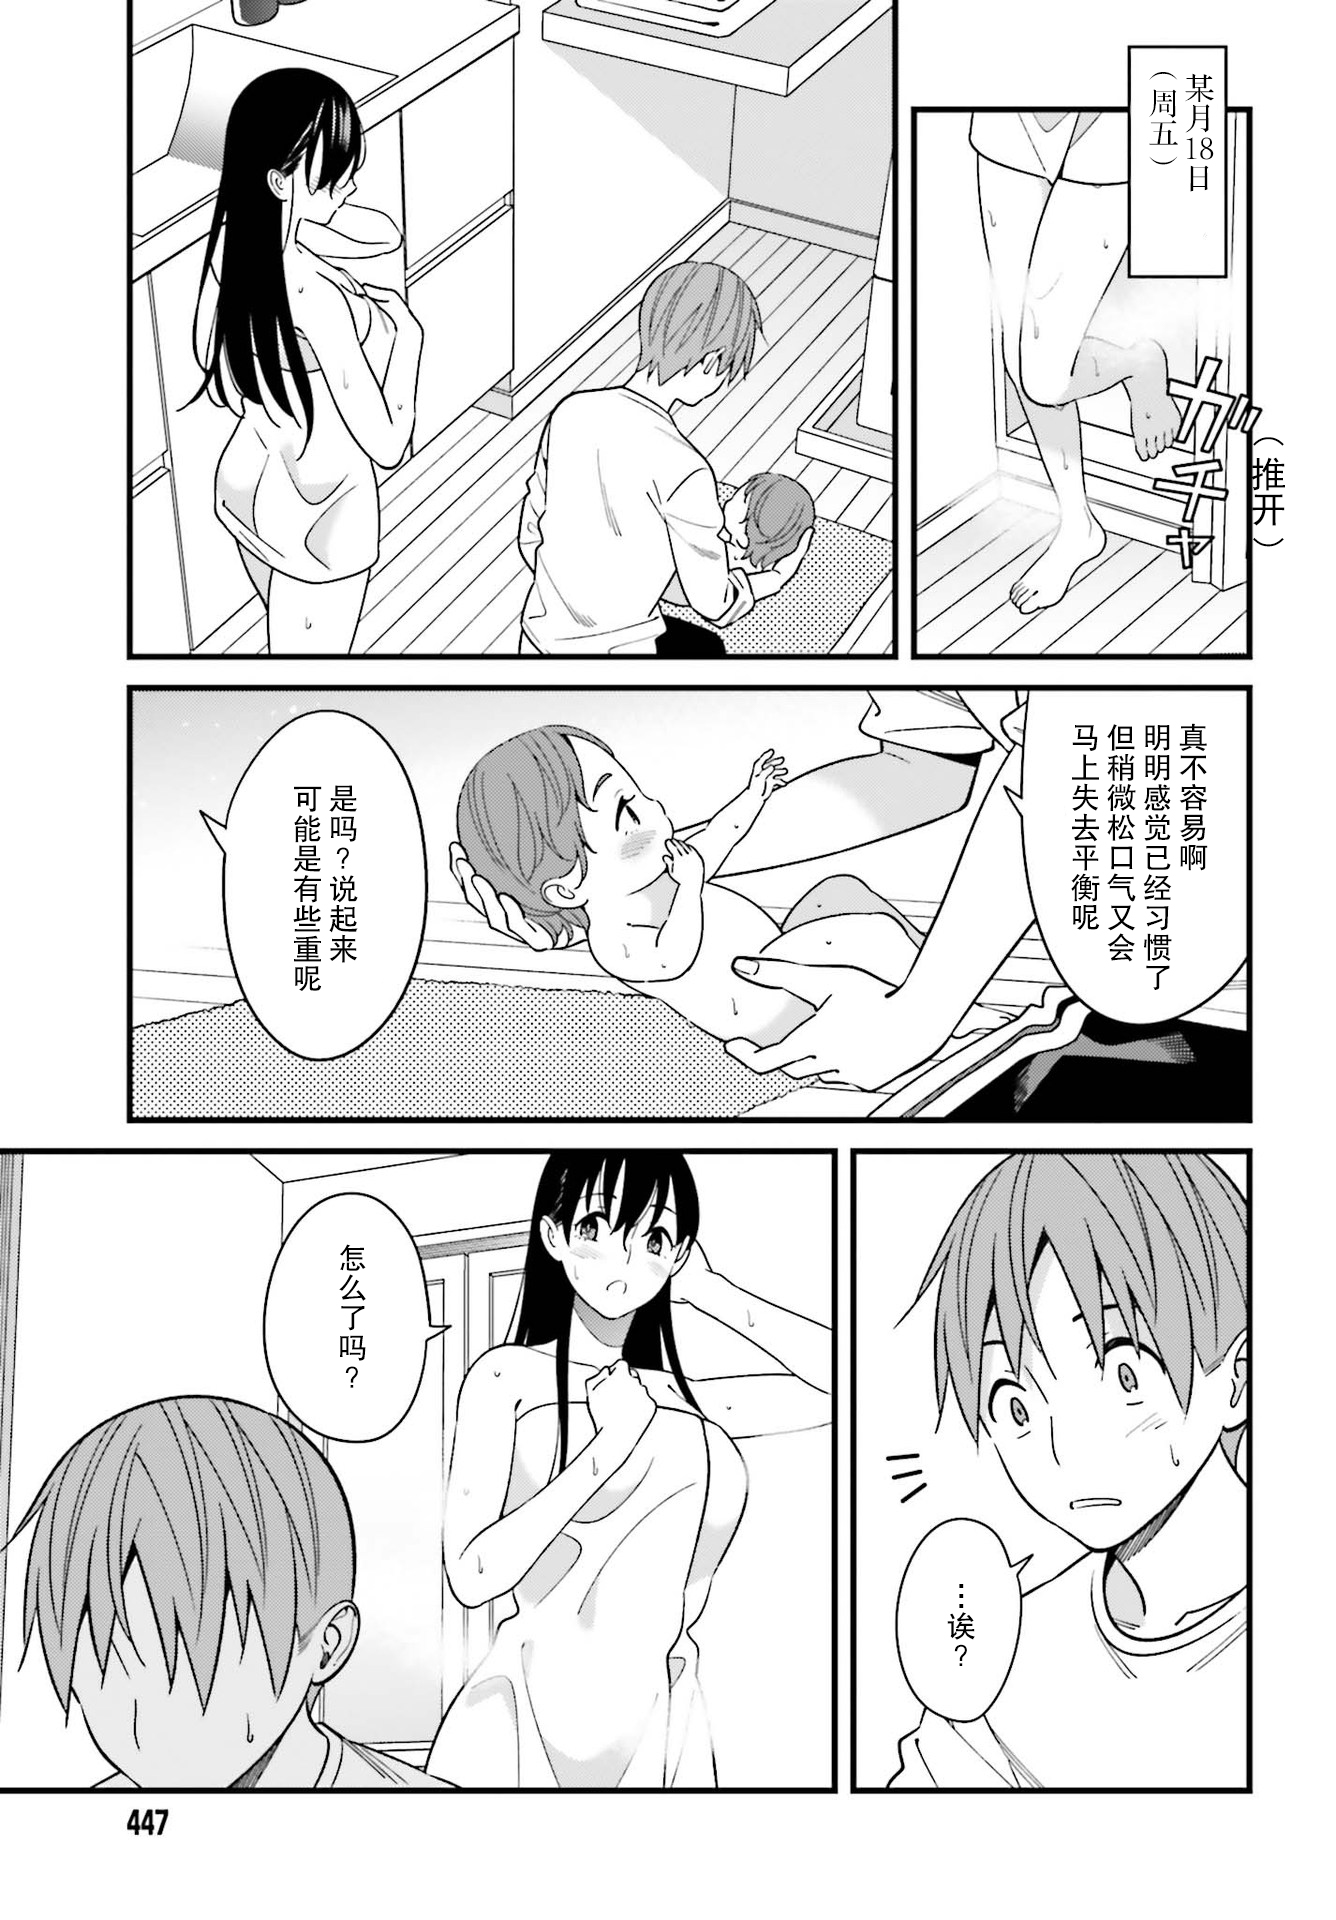 某月18日
（周五）
ガチャ
（推开）
真不容易啊
明明感觉已经习惯了
但稍微松口气又会
马上失去平衡呢
是吗？说起来
可能是有些重呢
…诶？
怎么了吗？
447